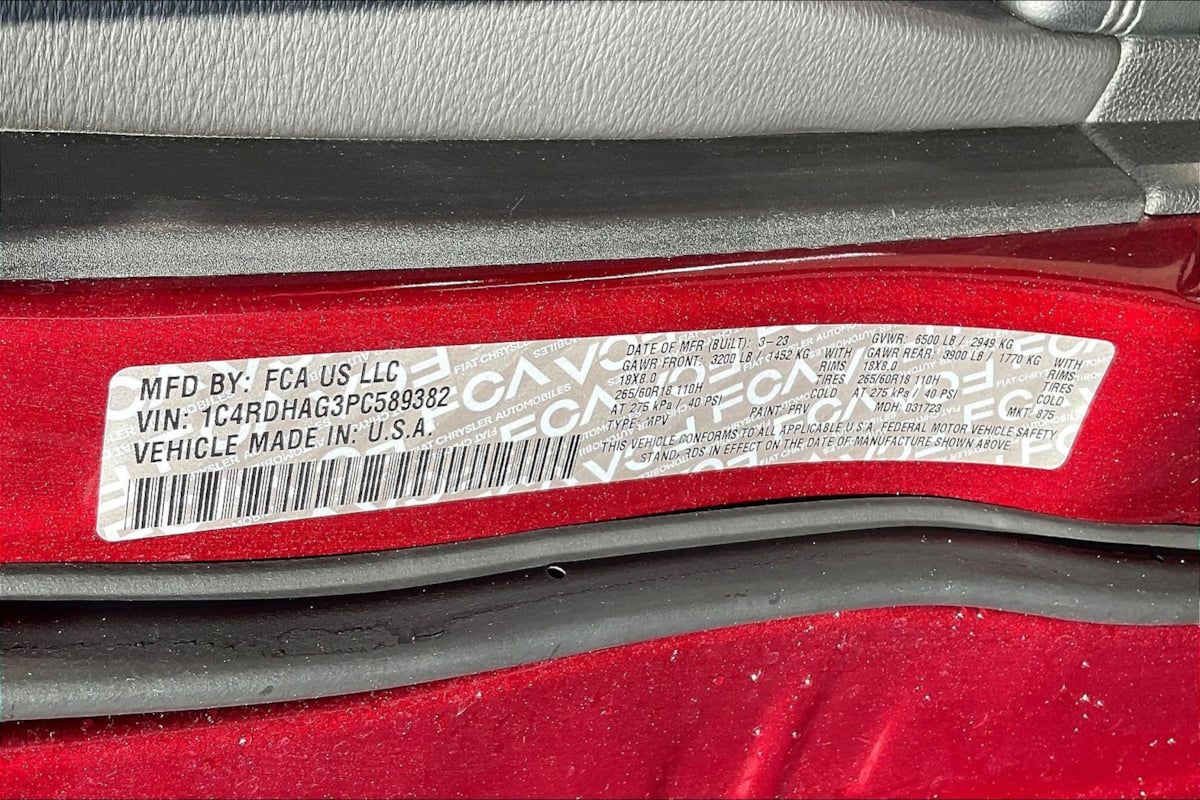 MFD BY: FCA US LLC
VIN: 1C4RDHAG3PC589382
VEHICLE MADE IN: U.S.A.
DATE OF MFR (BUILT): 3-23 GVWR: 6500 LB / 2949 KG
GAWR FRONT: 3200 LB / 1452 KG WITH GAWR REAR: 3900 LB / 1770 KG WITH
18X8.0 RIMS 18X8.0 RIMS
265/60R18 110H TIRES 265/60R18 110H TIRES
AT 275 kPa / 40 PSI COLD AT 275 kPa / 40 PSI COLD
TYPE: MPV PAINT: PRV MDH: 031723 MKT: 875
THIS VEHICLE CONFORMS TO ALL APPLICABLE U.S.A. FEDERAL MOTOR VEHICLE SAFETY
STANDARDS IN EFFECT ON THE DATE OF MANUFACTURE SHOWN ABOVE.
FCA
FIAT CHRYSLER AUTOMOBILES